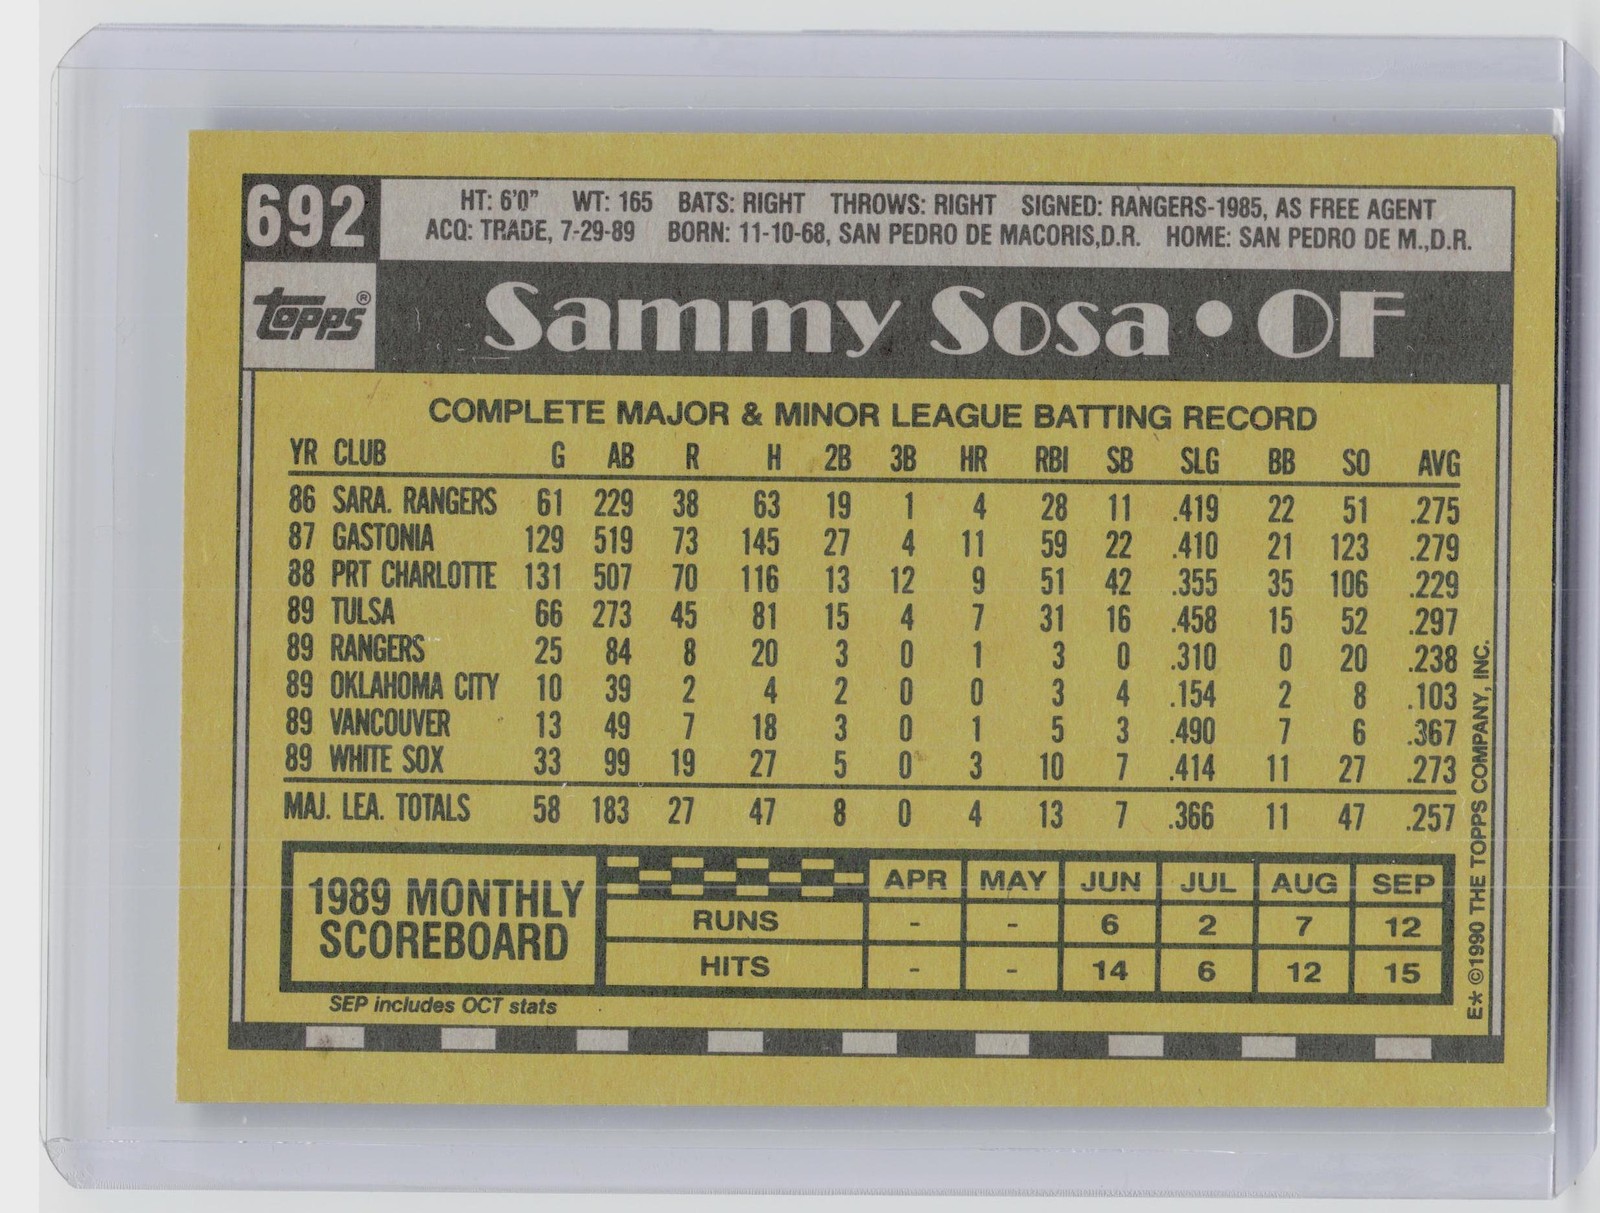 692
HT: 6'0" WT: 165 BATS: RIGHT THROWS: RIGHT SIGNED: RANGERS-1985, AS FREE AGENT
ACQ: TRADE, 7-29-89 BORN: 11-10-68, SAN PEDRO DE MACORIS,D.R. HOME: SAN PEDRO DE M.,D.R.
topps®
Sammy Sosa • OF
COMPLETE MAJOR & MINOR LEAGUE BATTING RECORD
YR CLUB G AB R H 2B 3B HR RBI SB SLG BB SO AVG
86 SARA. RANGERS 61 229 38 63 19 1 4 28 11 .419 22 51 .275
87 GASTONIA 129 519 73 145 27 4 11 59 22 .410 21 123 .279
88 PRT CHARLOTTE 131 507 70 116 13 12 9 51 42 .355 35 106 .229
89 TULSA 66 273 45 81 15 4 7 31 16 .458 15 52 .297
89 RANGERS 25 84 8 20 3 0 1 3 0 .310 0 20 .238
89 OKLAHOMA CITY 10 39 2 4 2 0 0 3 4 .154 2 8 .103
89 VANCOUVER 13 49 7 18 3 0 1 5 3 .490 7 6 .367
89 WHITE SOX 33 99 19 27 5 0 3 10 7 .414 11 27 .273
MAJ. LEA. TOTALS 58 183 27 47 8 0 4 13 7 .366 11 47 .257
1989 MONTHLY
SCOREBOARD
APR MAY JUN JUL AUG SEP
RUNS - - 6 2 7 12
HITS - - 14 6 12 15
SEP includes OCT stats
E* ©1990 THE TOPPS COMPANY, INC.